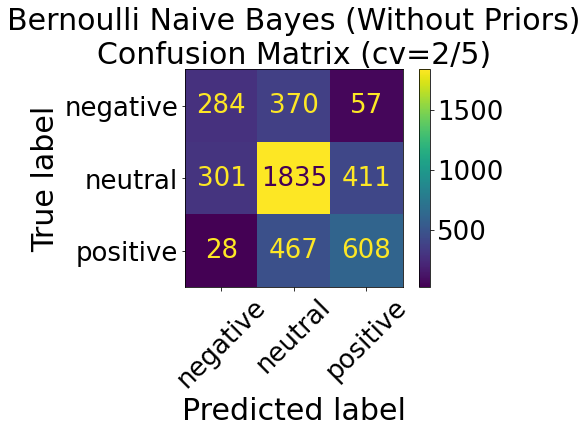 Bernoulli Naive Bayes (Without Priors)
Confusion Matrix (cv=2/5)
True label
negative 284 370 57
neutral 301 1835 411
positive 28 467 608
1500
1000
500
negative neutral positive
Predicted label